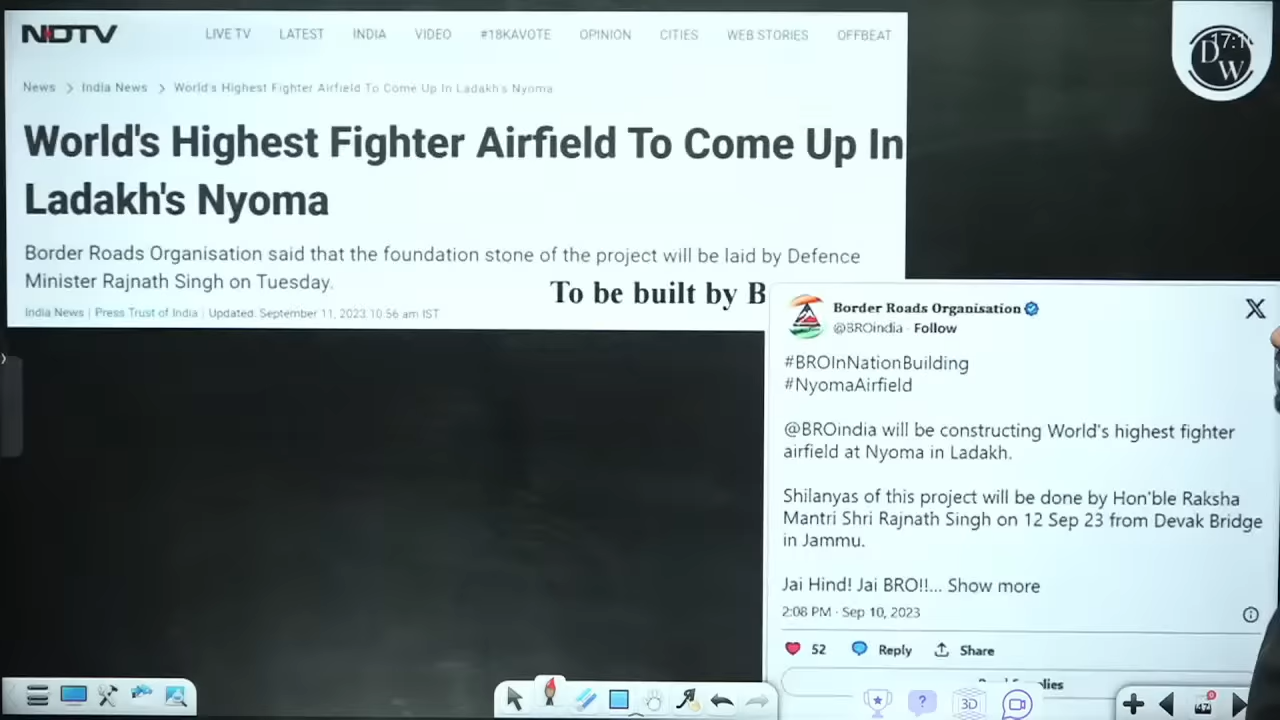 NDTV
LIVE TV LATEST INDIA VIDEO #18KAVOTE OPINION CITIES WEB STORIES OFFBEAT
News > India News > World's Highest Fighter Airfield To Come Up In Ladakh's Nyoma
World's Highest Fighter Airfield To Come Up In
Ladakh's Nyoma
Border Roads Organisation said that the foundation stone of the project will be laid by Defence
Minister Rajnath Singh on Tuesday.
India News | Press Trust of India | Updated: September 11, 2023 10:56 am IST
To be built by B
Border Roads Organisation
@BROindia · Follow
#BROInNationBuilding
#NyomaAirfield
@BROindia will be constructing World's highest fighter
airfield at Nyoma in Ladakh.
Shilanyas of this project will be done by Hon'ble Raksha
Mantri Shri Rajnath Singh on 12 Sep 23 from Devak Bridge
in Jammu.
Jai Hind! Jai BRO!!... Show more
2:08 PM · Sep 10, 2023
52 Reply Share
DW
3D